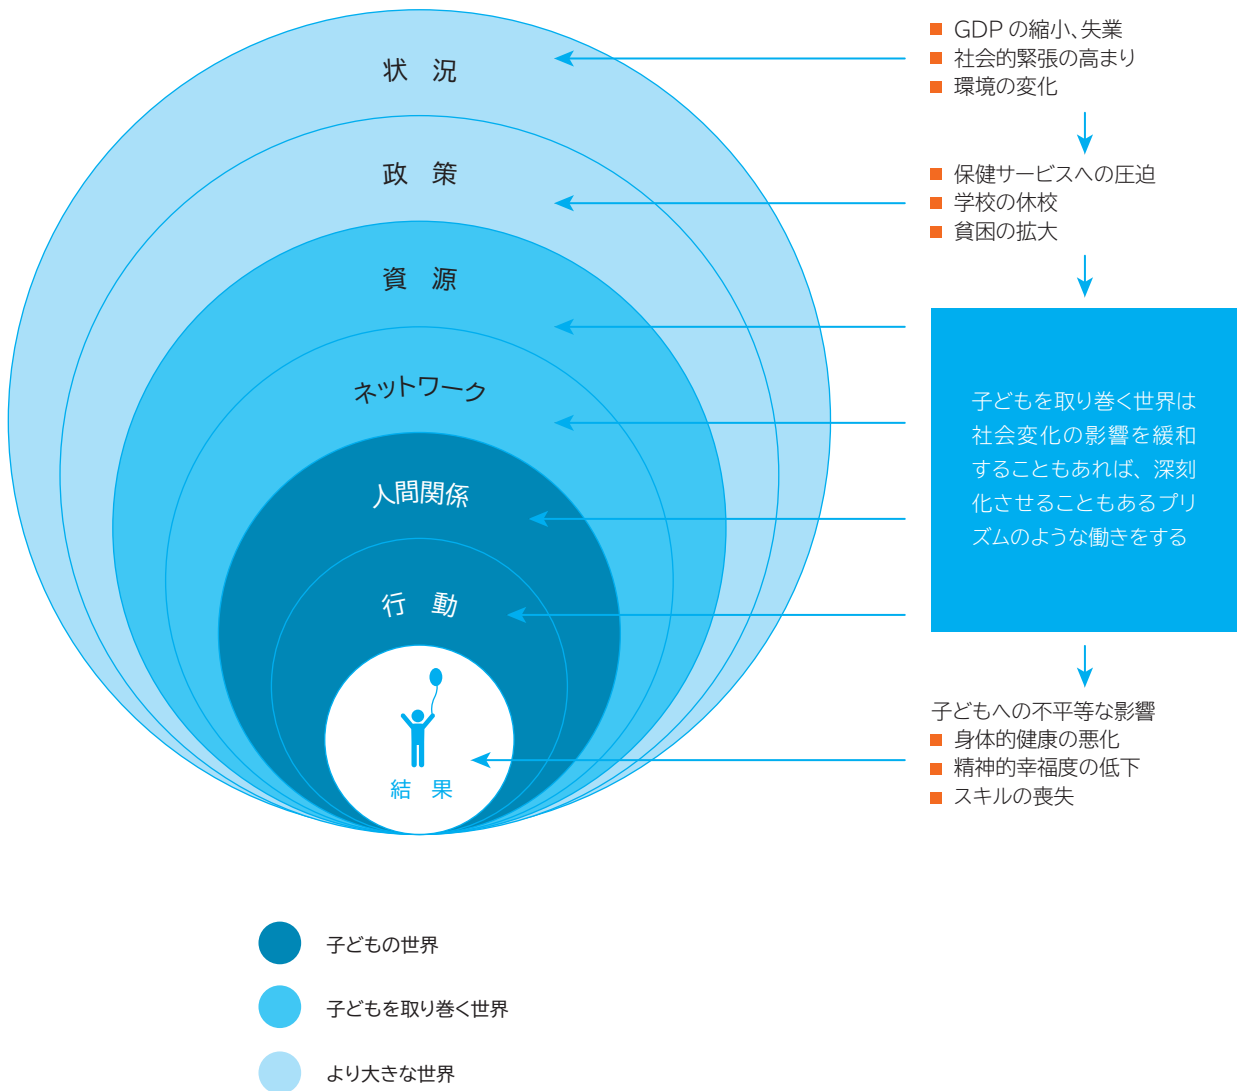 状 況
政 策
資 源
ネットワーク
人間関係
行 動
結 果
GDP の縮小、失業
社会的緊張の高まり
環境の変化
保健サービスへの圧迫
学校の休校
貧困の拡大
子どもを取り巻く世界は
社会変化の影響を緩和
することもあれば、深刻
化させることもあるプリ
ズムのような働きをする
子どもへの不平等な影響
身体的健康の悪化
精神的幸福度の低下
スキルの喪失
子どもの世界
子どもを取り巻く世界
より大きな世界